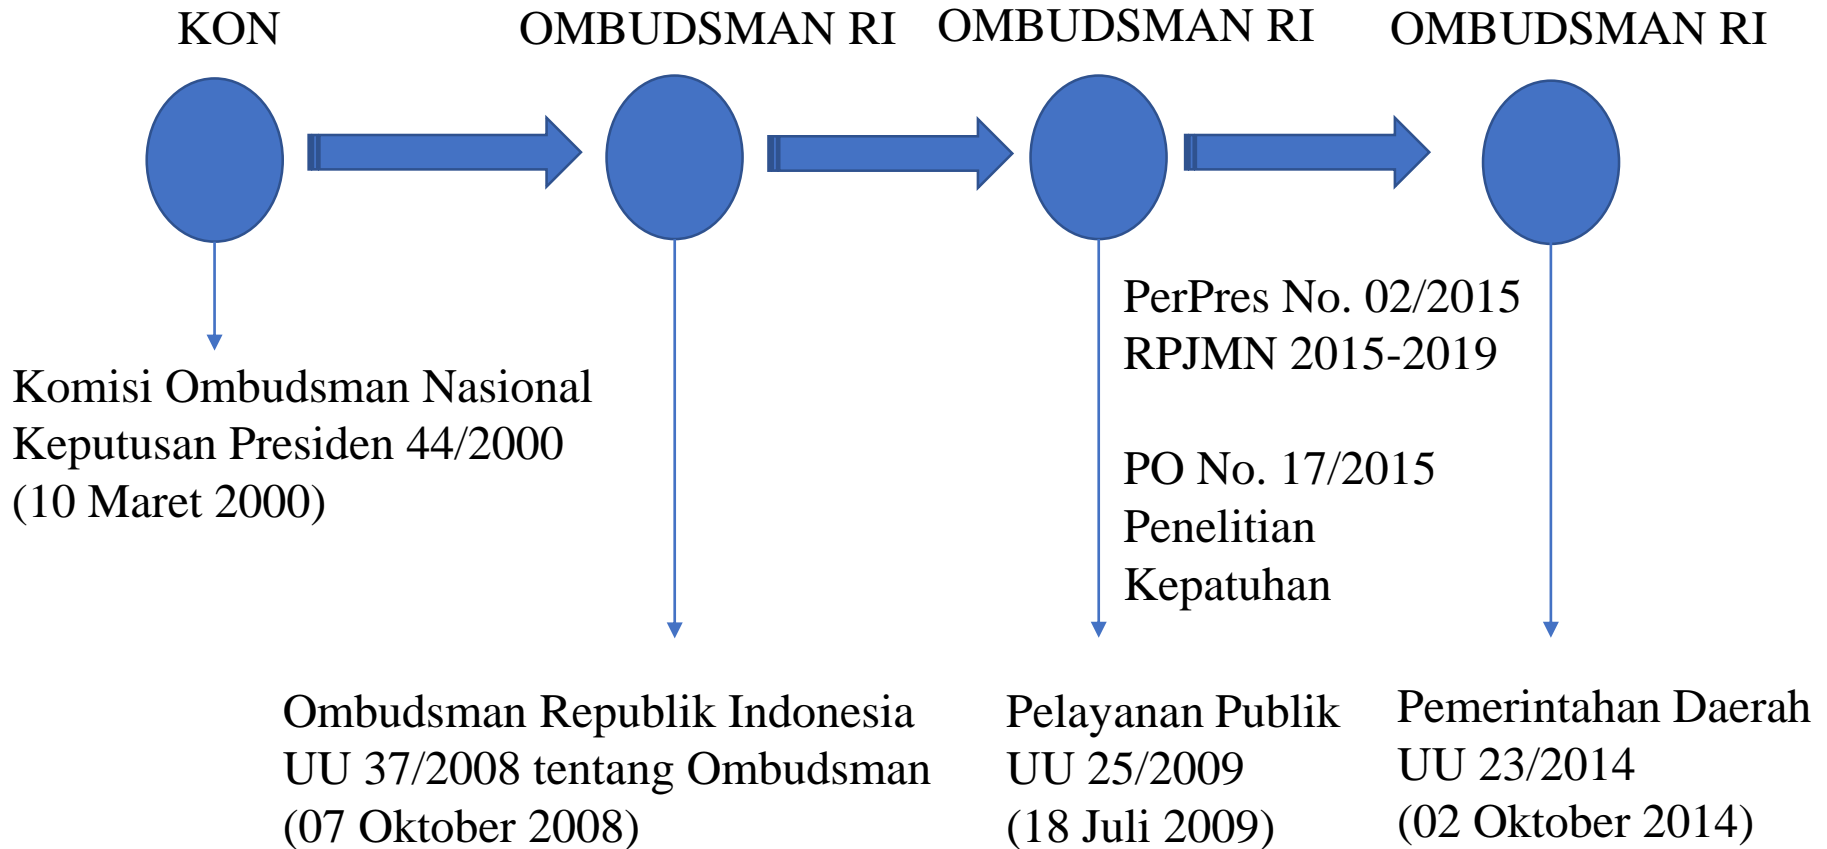 KON
OMBUDSMAN RI
OMBUDSMAN RI
OMBUDSMAN RI
Komisi Ombudsman Nasional
Keputusan Presiden 44/2000
(10 Maret 2000)
PerPres No. 02/2015
RPJMN 2015-2019
PO No. 17/2015
Penelitian
Kepatuhan
Ombudsman Republik Indonesia
UU 37/2008 tentang Ombudsman
(07 Oktober 2008)
Pelayanan Publik
UU 25/2009
(18 Juli 2009)
Pemerintahan Daerah
UU 23/2014
(02 Oktober 2014)